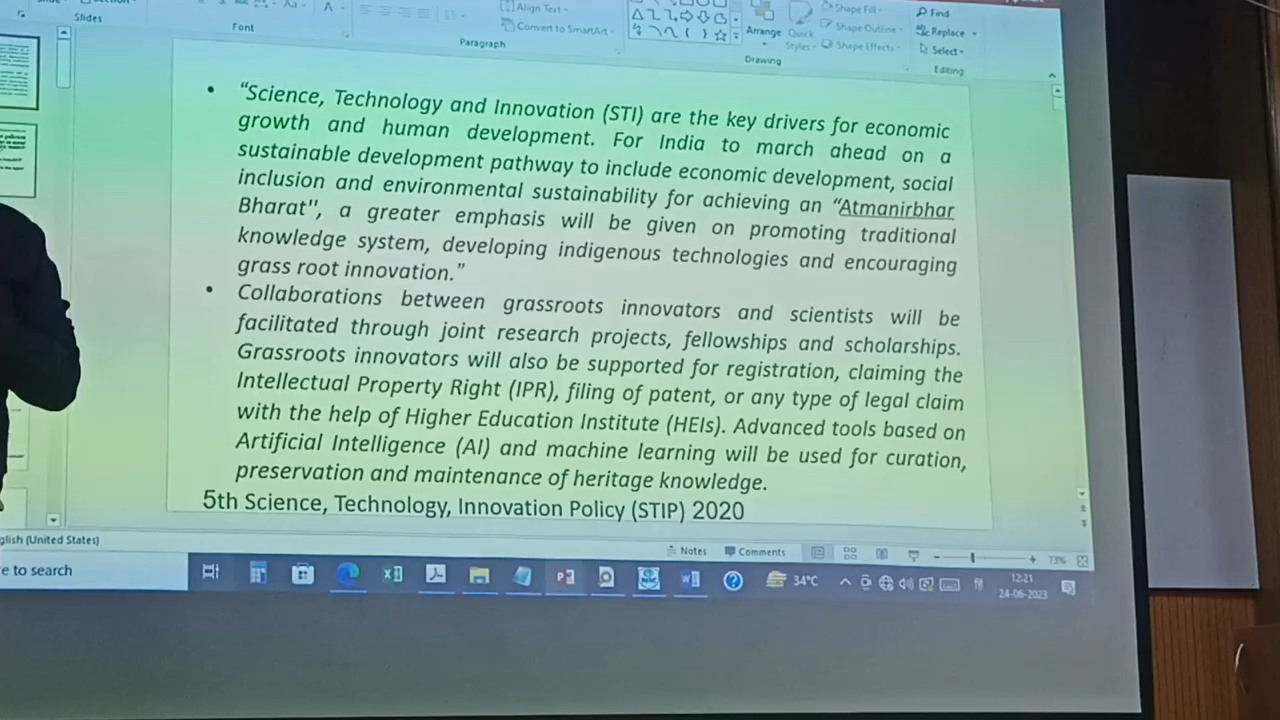 Slides
Font
Align Text
Convert to SmartArt
Paragraph
Arrange
Quick
Styles
Shape Fill
Shape Outline
Shape Effects
Drawing
Find
Replace
Select
Editing
• "Science, Technology and Innovation (STI) are the key drivers for economic
growth and human development. For India to march ahead on a
sustainable development pathway to include economic development, social
inclusion and environmental sustainability for achieving an "Atmanirbhar
Bharat", a greater emphasis will be given on promoting traditional
knowledge system, developing indigenous technologies and encouraging
grass root innovation."
• Collaborations between grassroots innovators and scientists will be
facilitated through joint research projects, fellowships and scholarships.
Grassroots innovators will also be supported for registration, claiming the
Intellectual Property Right (IPR), filing of patent, or any type of legal claim
with the help of Higher Education Institute (HEIs). Advanced tools based on
Artificial Intelligence (AI) and machine learning will be used for curation,
preservation and maintenance of heritage knowledge.
5th Science, Technology, Innovation Policy (STIP) 2020
glish (United States)
Notes
Comments
73%
e to search
34°C
12:21
24-06-2023